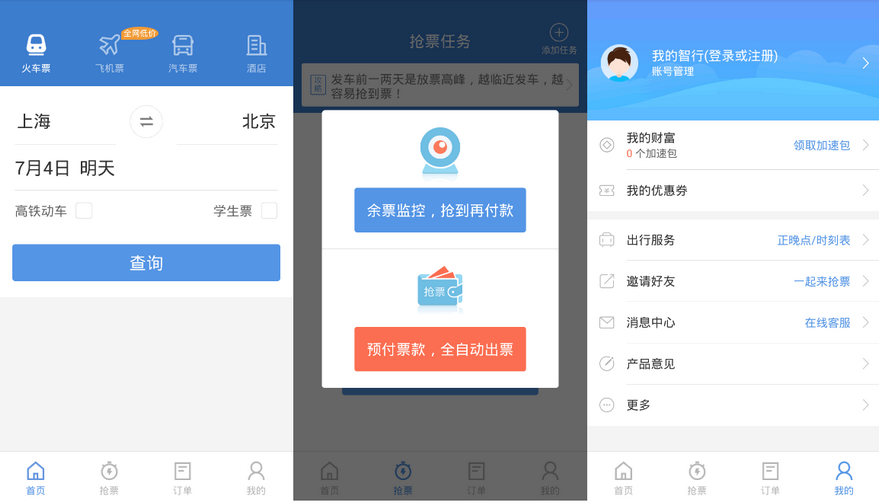 全网低价
火车票
飞机票
汽车票
酒店
上海
北京
7月4日 明天
高铁动车
学生票
查询
首页
抢票
订单
我的
抢票任务
添加任务
攻略
发车前一两天是放票高峰，越临近发车，越
容易抢到票！
余票监控，抢到再付款
抢票
预付票款，全自动出票
首页
抢票
订单
我的
我的智行(登录或注册)
账号管理
我的财富
0 个加速包
领取加速包
我的优惠券
出行服务
正晚点/时刻表
邀请好友
一起来抢票
消息中心
在线客服
产品意见
更多
首页
抢票
订单
我的